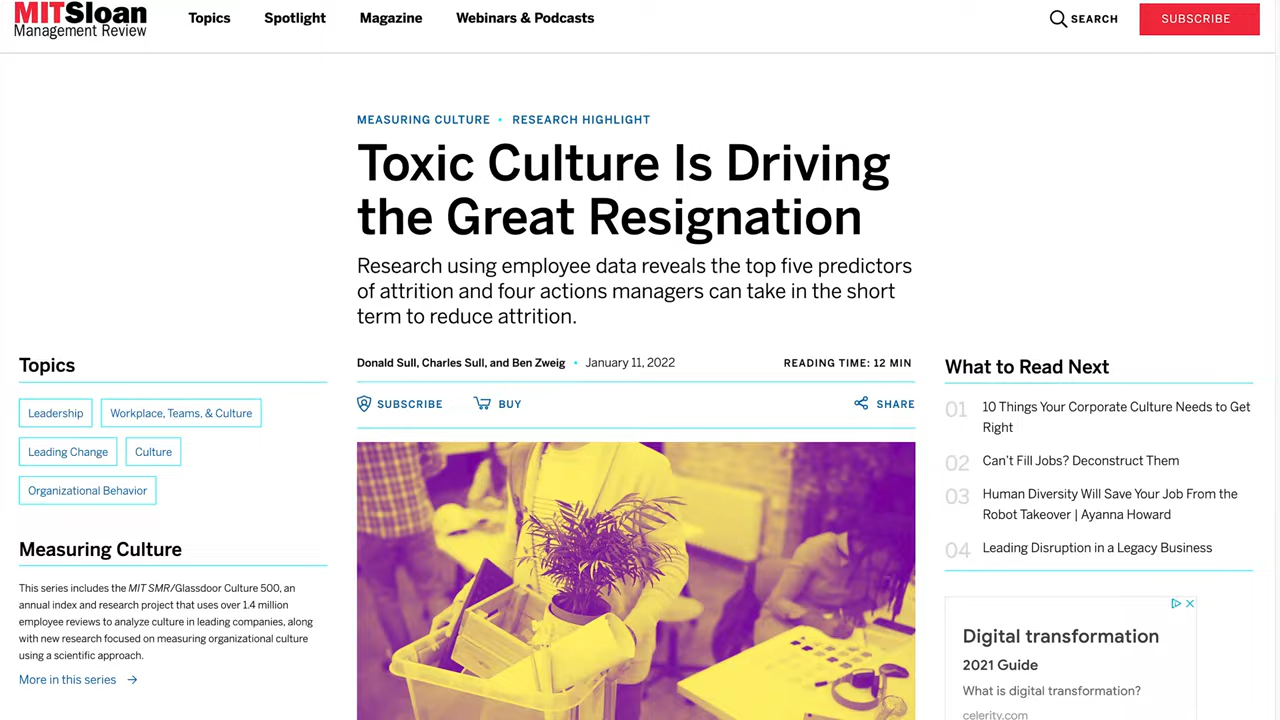 MITSloan
Management Review
Topics
Spotlight
Magazine
Webinars & Podcasts
SEARCH
SUBSCRIBE
MEASURING CULTURE • RESEARCH HIGHLIGHT
Toxic Culture Is Driving
the Great Resignation
Research using employee data reveals the top five predictors
of attrition and four actions managers can take in the short
term to reduce attrition.
Donald Sull, Charles Sull, and Ben Zweig • January 11, 2022
READING TIME: 12 MIN
SUBSCRIBE
BUY
SHARE
Topics
Leadership
Workplace, Teams, & Culture
Leading Change
Culture
Organizational Behavior
Measuring Culture
This series includes the MIT SMR/Glassdoor Culture 500, an
annual index and research project that uses over 1.4 million
employee reviews to analyze culture in leading companies, along
with new research focused on measuring organizational culture
using a scientific approach.
More in this series →
What to Read Next
01 10 Things Your Corporate Culture Needs to Get
Right
02 Can't Fill Jobs? Deconstruct Them
03 Human Diversity Will Save Your Job From the
Robot Takeover | Ayanna Howard
04 Leading Disruption in a Legacy Business
Digital transformation
2021 Guide
What is digital transformation?
celerity.com